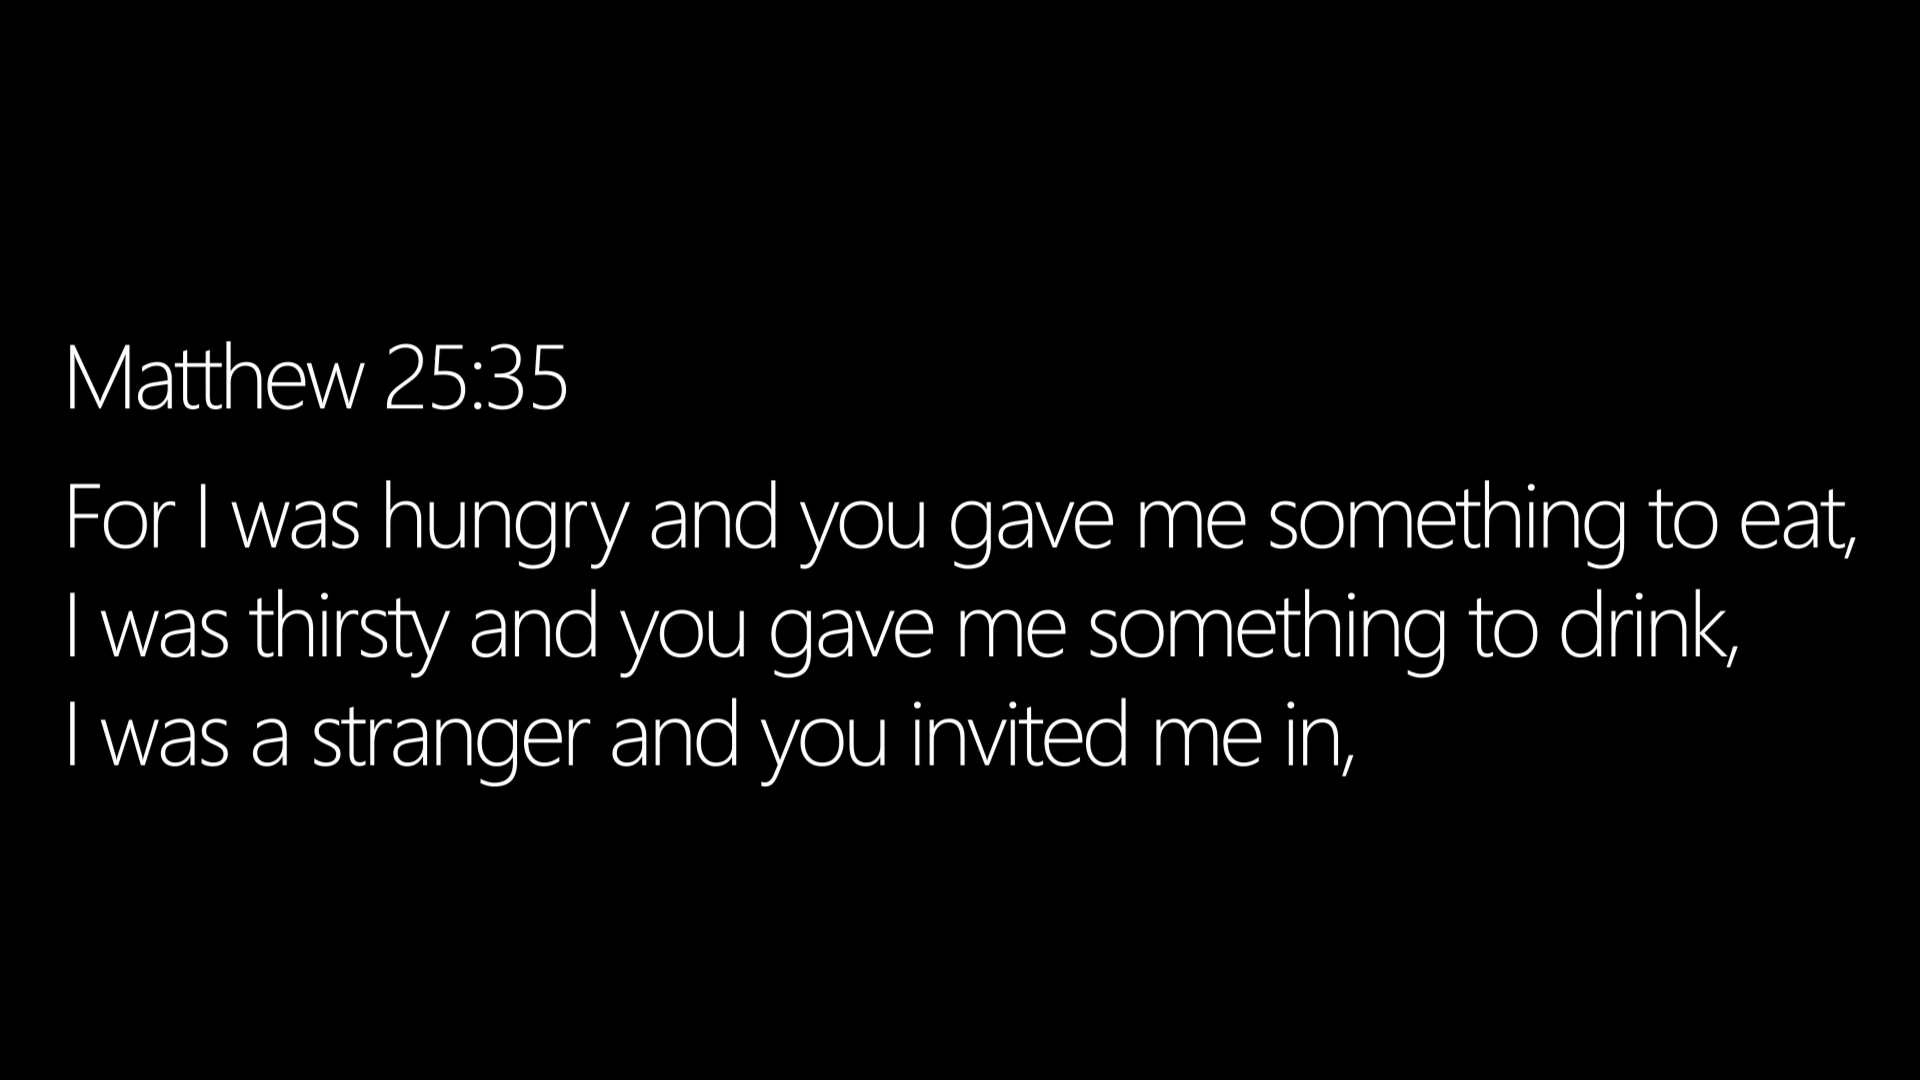 Matthew 25:35
For I was hungry and you gave me something to eat,
I was thirsty and you gave me something to drink,
I was a stranger and you invited me in,